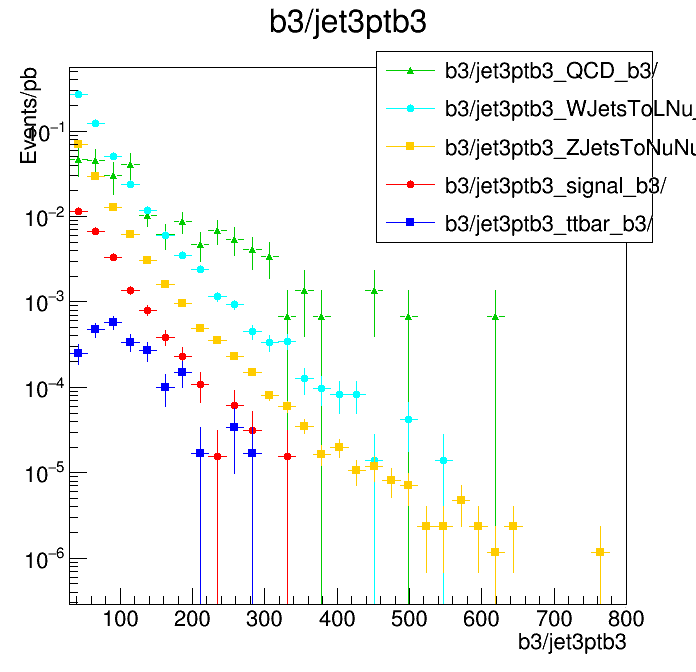 b3/jet3ptb3
Events/pb
b3/jet3ptb3_QCD_b3/
b3/jet3ptb3_WJetsToLNu_
b3/jet3ptb3_ZJetsToNuNu
b3/jet3ptb3_signal_b3/
b3/jet3ptb3_ttbar_b3/
10⁻¹
10⁻²
10⁻³
10⁻⁴
10⁻⁵
10⁻⁶
100 200 300 400 500 600 700 800
b3/jet3ptb3